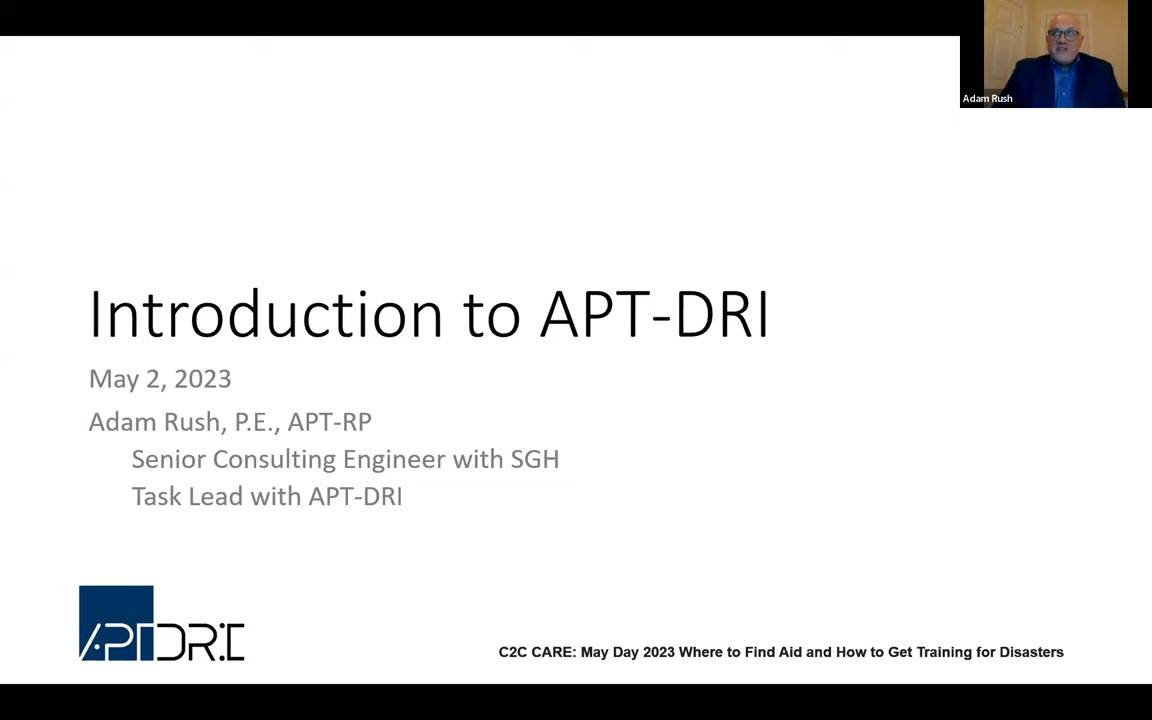 Adam Rush
Introduction to APT-DRI
May 2, 2023
Adam Rush, P.E., APT-RP
Senior Consulting Engineer with SGH
Task Lead with APT-DRI
APTDRI
C2C CARE: May Day 2023 Where to Find Aid and How to Get Training for Disasters